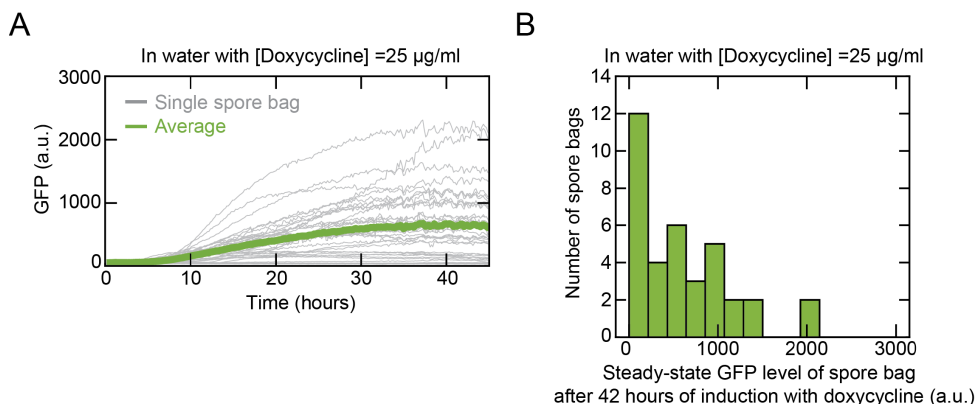 A
In water with [Doxycycline] =25 µg/ml
3000
2000
1000
0
GFP (a.u.)
Single spore bag
Average
0
10
20
30
40
Time (hours)
B
In water with [Doxycycline] =25 µg/ml
14
12
10
8
6
4
2
0
Number of spore bags
0
1000
2000
3000
Steady-state GFP level of spore bag
after 42 hours of induction with doxycycline (a.u.)